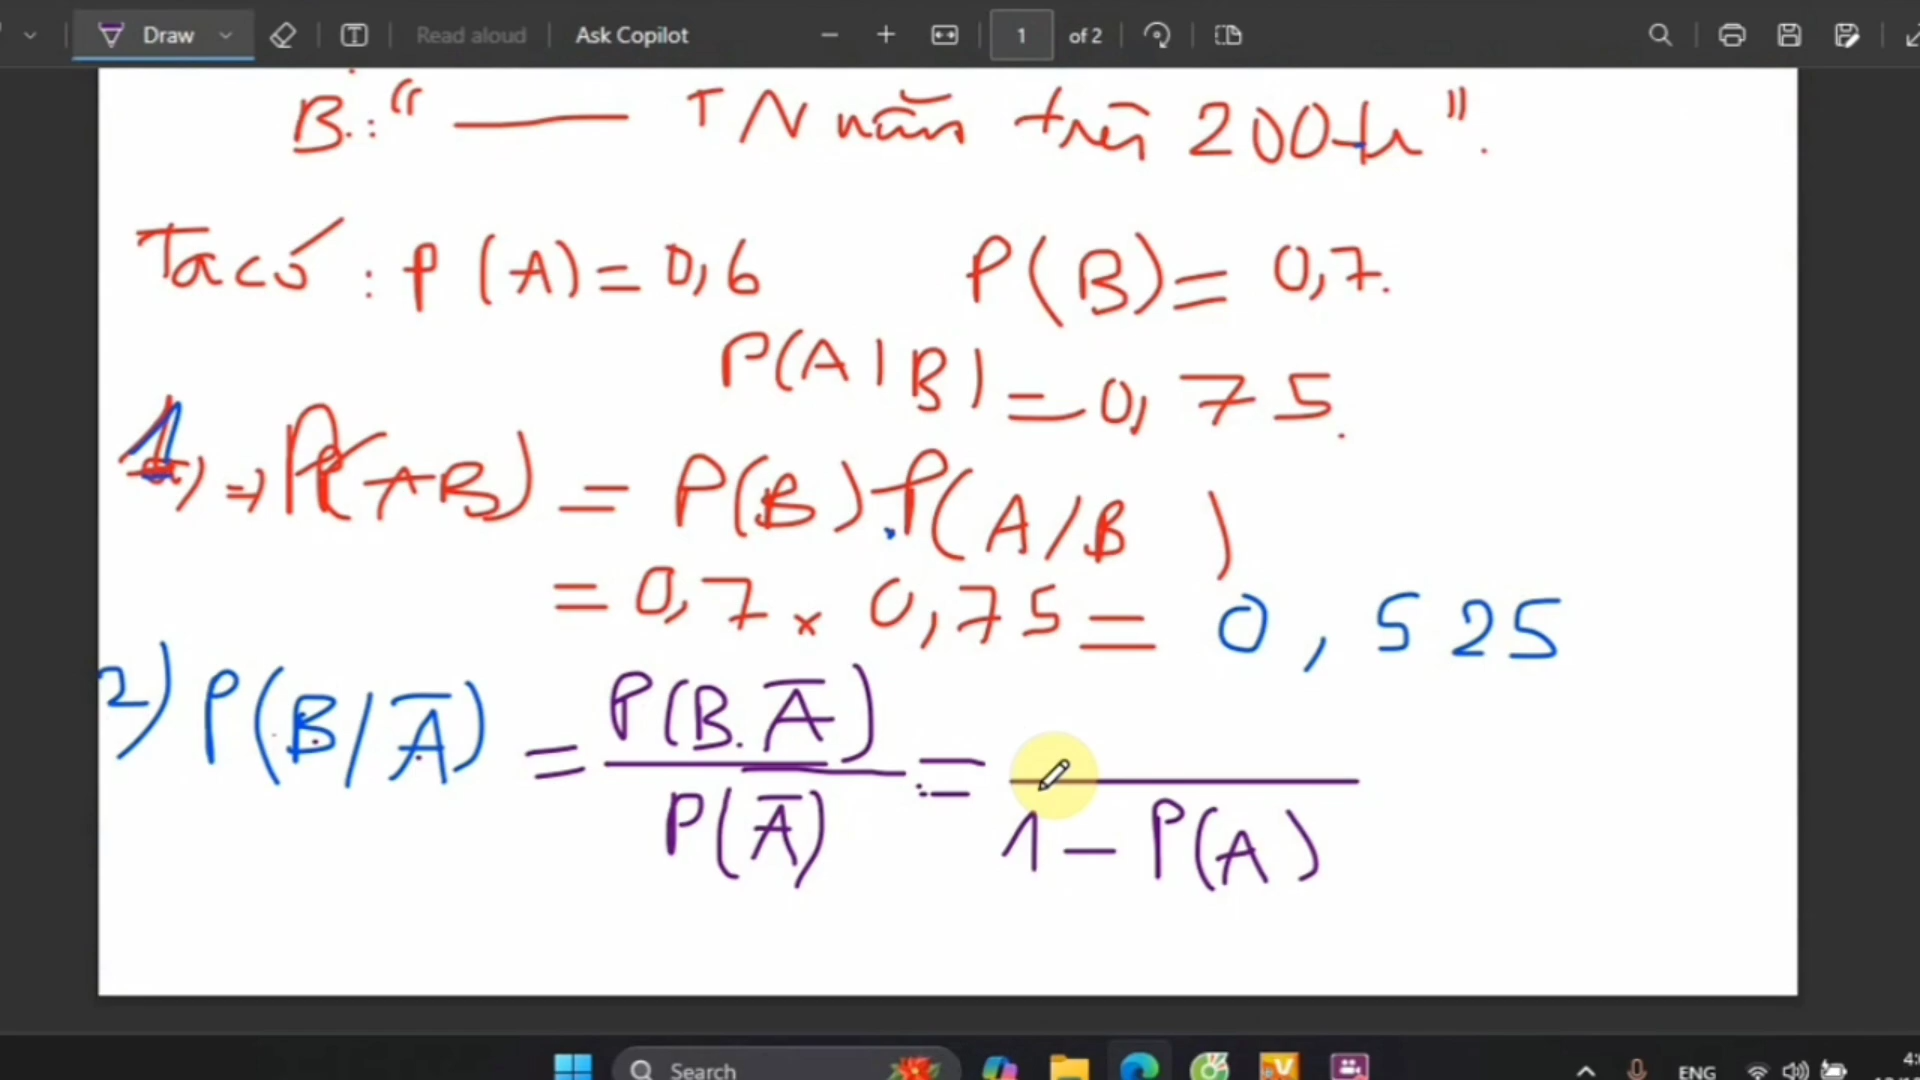 Draw
Read aloud
Ask Copilot
1 of 2
B: " —— TN năm trên 200tr".
Ta có: P(A) = 0,6 P(B) = 0,7.
P(A|B) = 0,75.
1) => P(AB) = P(B).P(A/B)
= 0,7 × 0,75 = 0,525
2) P(B/Ā) = P(B.Ā) / P(Ā) = / 1 - P(A)
Search
ENG